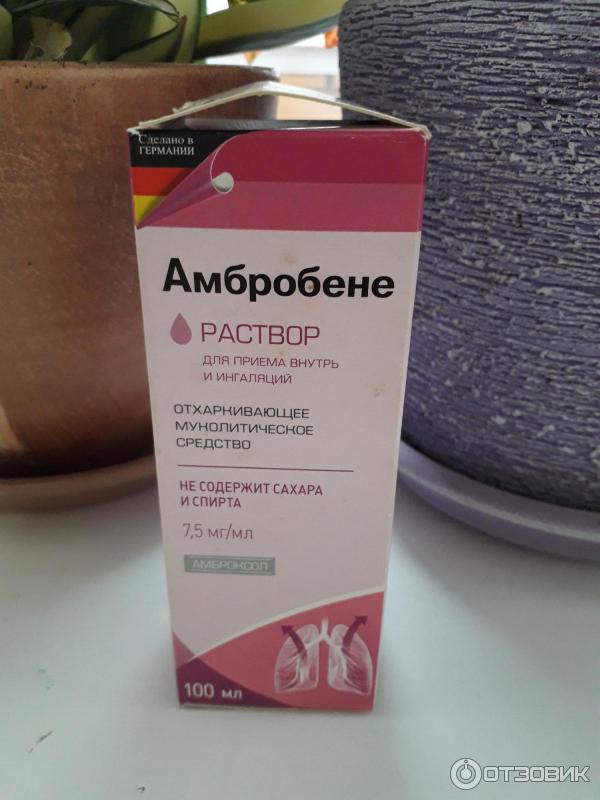 Сделано в
ГЕРМАНИИ
Амбробене
РАСТВОР
ДЛЯ ПРИЕМА ВНУТРЬ
И ИНГАЛЯЦИЙ
ОТХАРКИВАЮЩЕЕ
МУКОЛИТИЧЕСКОЕ
СРЕДСТВО
НЕ СОДЕРЖИТ САХАРА
И СПИРТА
7,5 мг/мл
АМБРОКСОЛ
100 мл
ОТЗОВИК